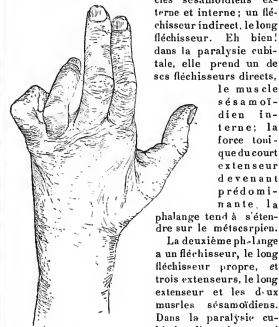 cles sésamoïdiens ex-
terne et interne ; un flé-
chisseur indirect, le long
fléchisseur. Eh bien!
dans la paralysie cubi-
tale, elle prend un de
ses fléchisseurs directs,
le muscle
sésamoï-
dien in-
terne; la
force toni-
que du court
extenseur
devenant
prédomi-
nante, la
phalange tend à s'éten-
dre sur le métacarpien.
La deuxième phalange
a un fléchisseur, le long
fléchisseur propre, et
trois extenseurs, le long
extenseur et les deux
muscles sésamoïdiens.
Dans la paralysie cu-